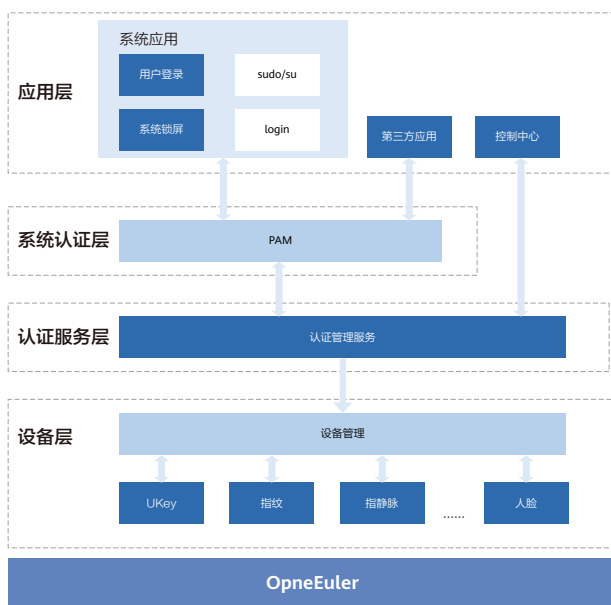 系统应用
用户登录
sudo/su
应用层
系统锁屏
login
第三方应用
控制中心
系统认证层
PAM
认证服务层
认证管理服务
设备层
设备管理
UKey
指纹
指静脉
......
人脸
OpneEuler